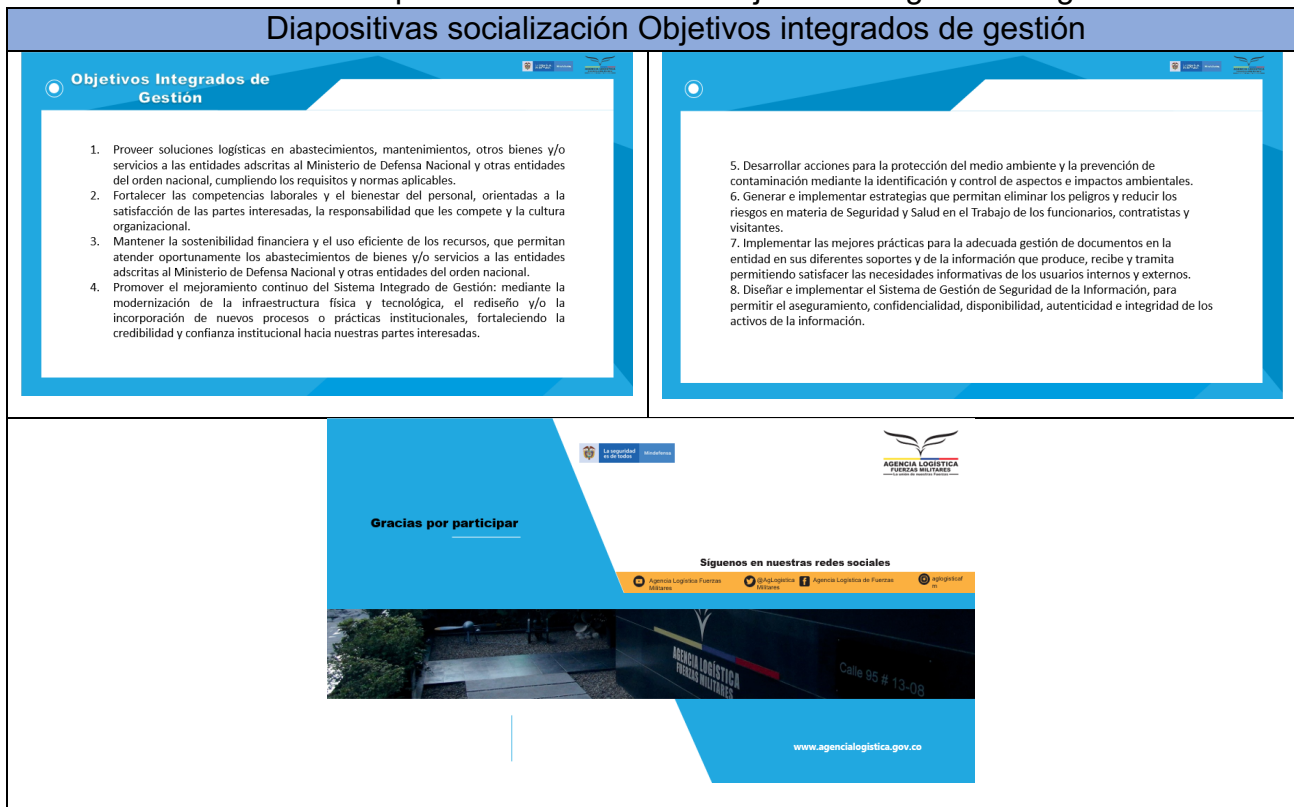 Diapositivas socialización Objetivos integrados de gestión
Objetivos Integrados de
Gestión
1. Proveer soluciones logísticas en abastecimientos, mantenimientos, otros bienes y/o
servicios a las entidades adscritas al Ministerio de Defensa Nacional y otras entidades
del orden nacional, cumpliendo los requisitos y normas aplicables.
2. Fortalecer las competencias laborales y el bienestar del personal, orientadas a la
satisfacción de las partes interesadas, la responsabilidad que les compete y la cultura
organizacional.
3. Mantener la sostenibilidad financiera y el uso eficiente de los recursos, que permitan
atender oportunamente los abastecimientos de bienes y/o servicios a las entidades
adscritas al Ministerio de Defensa Nacional y otras entidades del orden nacional.
4. Promover el mejoramiento continuo del Sistema Integrado de Gestión: mediante la
modernización de la infraestructura física y tecnológica, el rediseño y/o la
incorporación de nuevos procesos o prácticas institucionales, fortaleciendo la
credibilidad y confianza institucional hacia nuestras partes interesadas.
5. Desarrollar acciones para la protección del medio ambiente y la prevención de
contaminación mediante la identificación y control de aspectos e impactos ambientales.
6. Generar e implementar estrategias que permitan eliminar los peligros y reducir los
riesgos en materia de Seguridad y Salud en el Trabajo de los funcionarios, contratistas y
visitantes.
7. Implementar las mejores prácticas para la adecuada gestión de documentos en la
entidad en sus diferentes soportes y de la información que produce, recibe y tramita
permitiendo satisfacer las necesidades informativas de los usuarios internos y externos.
8. Diseñar e implementar el Sistema de Gestión de Seguridad de la Información, para
permitir el aseguramiento, confidencialidad, disponibilidad, autenticidad e integridad de los
activos de la información.
La seguridad
es de todos
Mindefensa
AGENCIA LOGÍSTICA
FUERZAS MILITARES
La unión de nuestras Fuerzas
Gracias por participar
Síguenos en nuestras redes sociales
Agencia Logística Fuerzas
Militares
@AgLogistica
Militares
Agencia Logística de Fuerzas
aglogisticaf
m
AGENCIA LOGÍSTICA
FUERZAS MILITARES
Calle 95 # 13-08
www.agencialogistica.gov.co